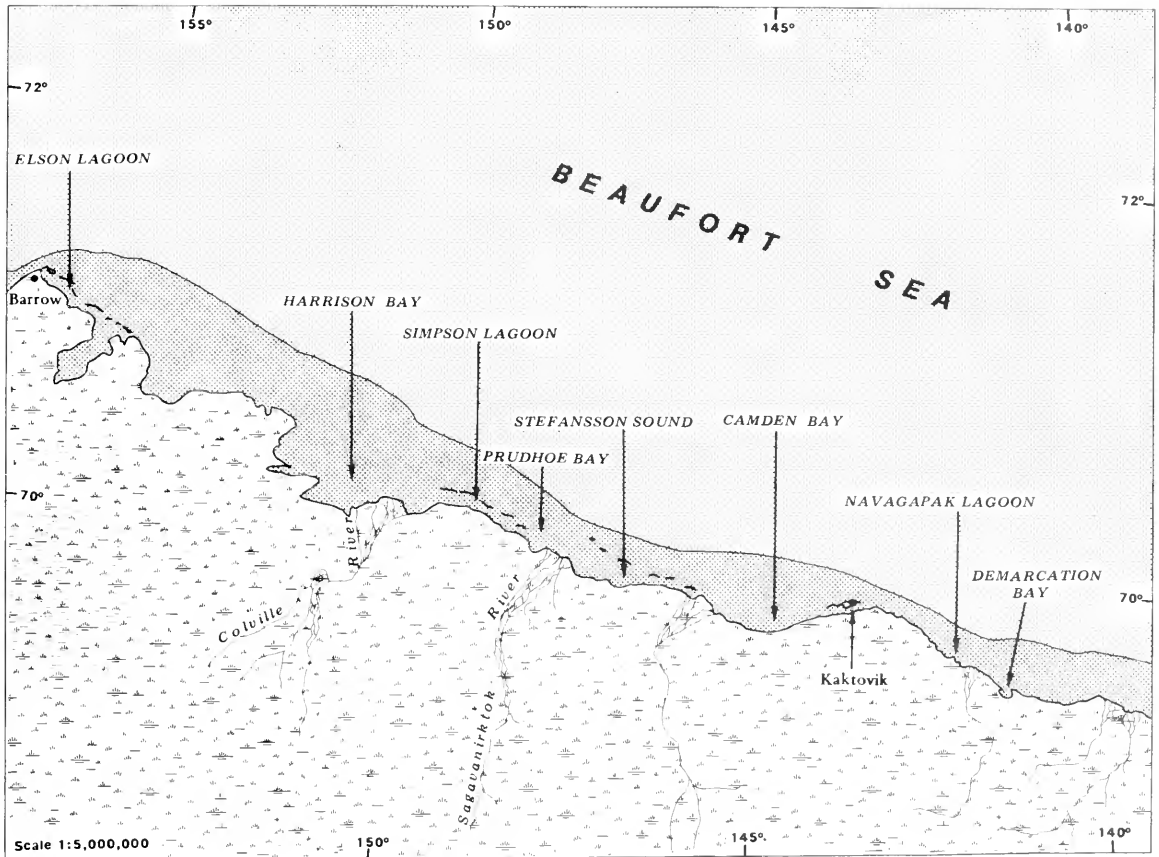 155°
150°
145°
140°
72°
72°
ELSON LAGOON
BEAUFORT
SEA
Barrow
HARRISON BAY
SIMPSON LAGOON
STEFANSSON SOUND
CAMDEN BAY
PRUDHOE BAY
70°
NAVAGAPAK LAGOON
River
DEMARCATION
BAY
70°
River
Colville
Kaktovik
Sagavanirktok
Scale 1:5,000,000
150°
145°
140°